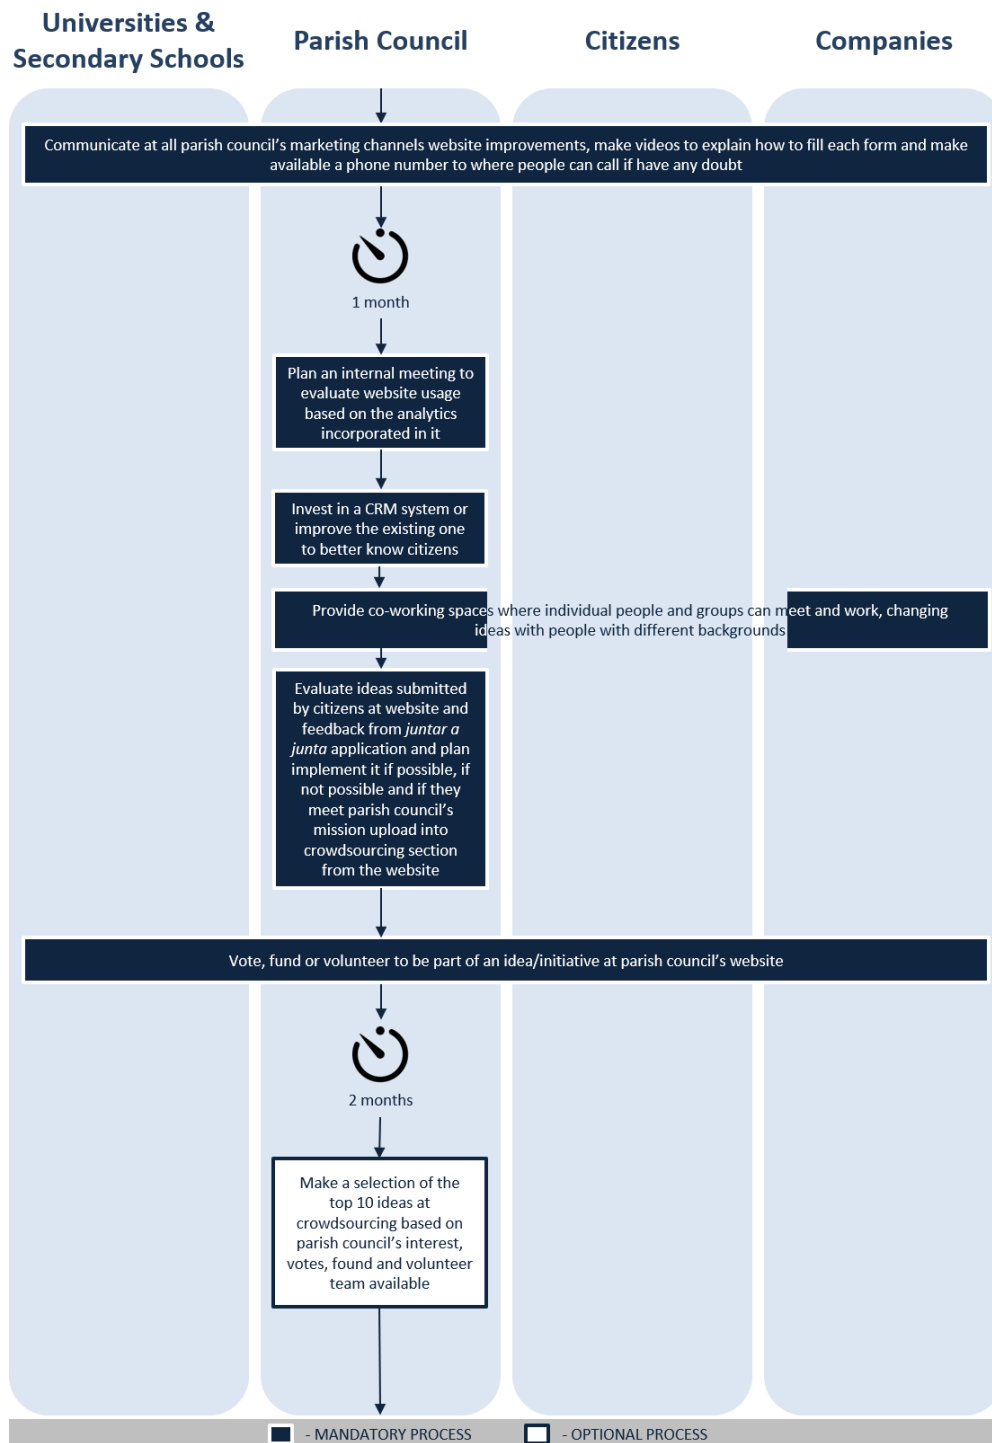 Universities &
Secondary Schools
Parish Council
Citizens
Companies
Communicate at all parish council's marketing channels website improvements, make videos to explain how to fill each form and make
available a phone number to where people can call if have any doubt
1 month
Plan an internal meeting to
evaluate website usage
based on the analytics
incorporated in it
Invest in a CRM system or
improve the existing one
to better know citizens
Provide co-working spaces where individual people and groups can meet and work, changing
ideas with people with different backgrounds
Evaluate ideas submitted
by citizens at website and
feedback from juntar a
junta application and plan
implement it if possible, if
not possible and if they
meet parish council's
mission upload into
crowdsourcing section
from the website
Vote, fund or volunteer to be part of an idea/initiative at parish council's website
2 months
Make a selection of the
top 10 ideas at
crowdsourcing based on
parish council's interest,
votes, found and volunteer
team available
- MANDATORY PROCESS
- OPTIONAL PROCESS